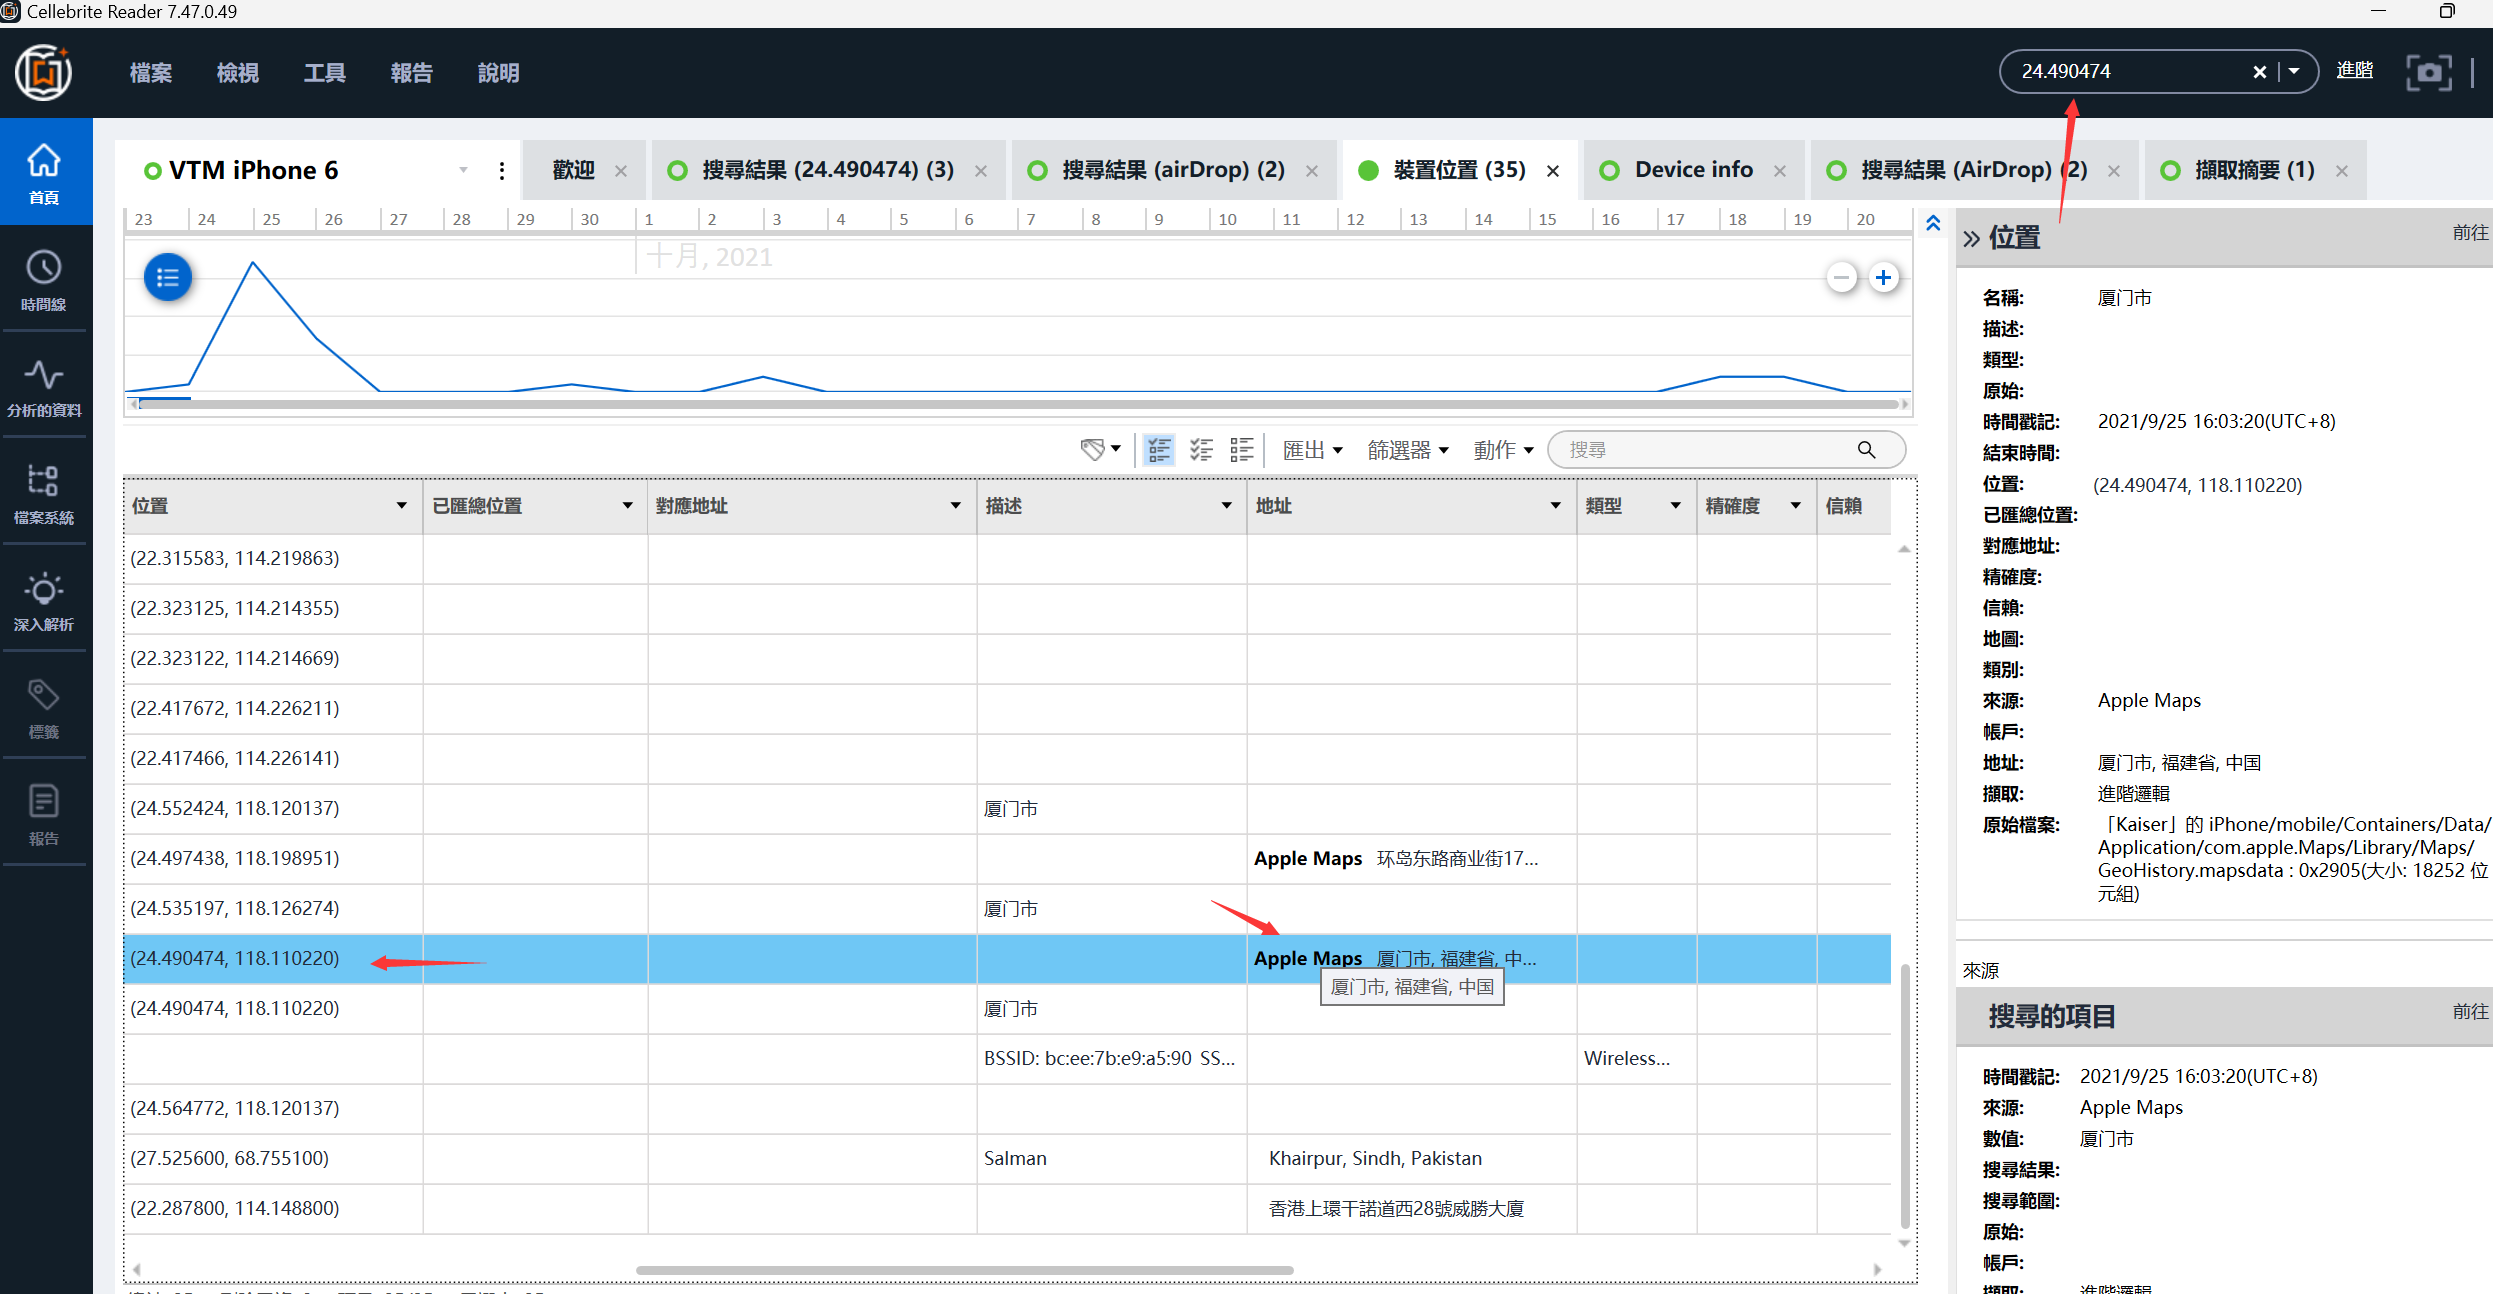 Cellebrite Reader 7.47.0.49
檔案 檢視 工具 報告 說明
24.490474 進階
首頁
時間線
分析的資料
檔案系統
深入解析
標籤
報告
VTM iPhone 6 歡迎 搜尋結果 (24.490474) (3) 搜尋結果 (airDrop) (2) 裝置位置 (35) Device info 搜尋結果 (AirDrop) (2) 擷取摘要 (1)
23 24 25 26 27 28 29 30 1 2 3 4 5 6 7 8 9 10 11 12 13 14 15 16 17 18 19 20
十月, 2021
匯出 篩選器 動作 搜尋
位置 已匯總位置 對應地址 描述 地址 類型 精確度 信賴
(22.315583, 114.219863)
(22.323125, 114.214355)
(22.323122, 114.214669)
(22.417672, 114.226211)
(22.417466, 114.226141)
(24.552424, 118.120137) 厦门市
(24.497438, 118.198951) Apple Maps 环岛东路商业街17...
(24.535197, 118.126274) 厦门市
(24.490474, 118.110220) Apple Maps 厦门市, 福建省, 中...
厦门市, 福建省, 中国
(24.490474, 118.110220) 厦门市
BSSID: bc:ee:7b:e9:a5:90 SS... Wireless...
(24.564772, 118.120137)
(27.525600, 68.755100) Salman Khairpur, Sindh, Pakistan
(22.287800, 114.148800) 香港上環干諾道西28號威勝大廈
位置 前往
名稱: 厦门市
描述:
類型:
原始:
時間戳記: 2021/9/25 16:03:20(UTC+8)
結束時間:
位置: (24.490474, 118.110220)
已匯總位置:
對應地址:
精確度:
信賴:
地圖:
類別:
來源: Apple Maps
帳戶:
地址: 厦门市, 福建省, 中国
擷取: 進階邏輯
原始檔案: 「Kaiser」的 iPhone/mobile/Containers/Data/
Application/com.apple.Maps/Library/Maps/
GeoHistory.mapsdata : 0x2905(大小: 18252 位
元組)
來源
搜尋的項目 前往
時間戳記: 2021/9/25 16:03:20(UTC+8)
來源: Apple Maps
數值: 厦门市
搜尋結果:
搜尋範圍:
原始:
帳戶:
擷取: 進階邏輯